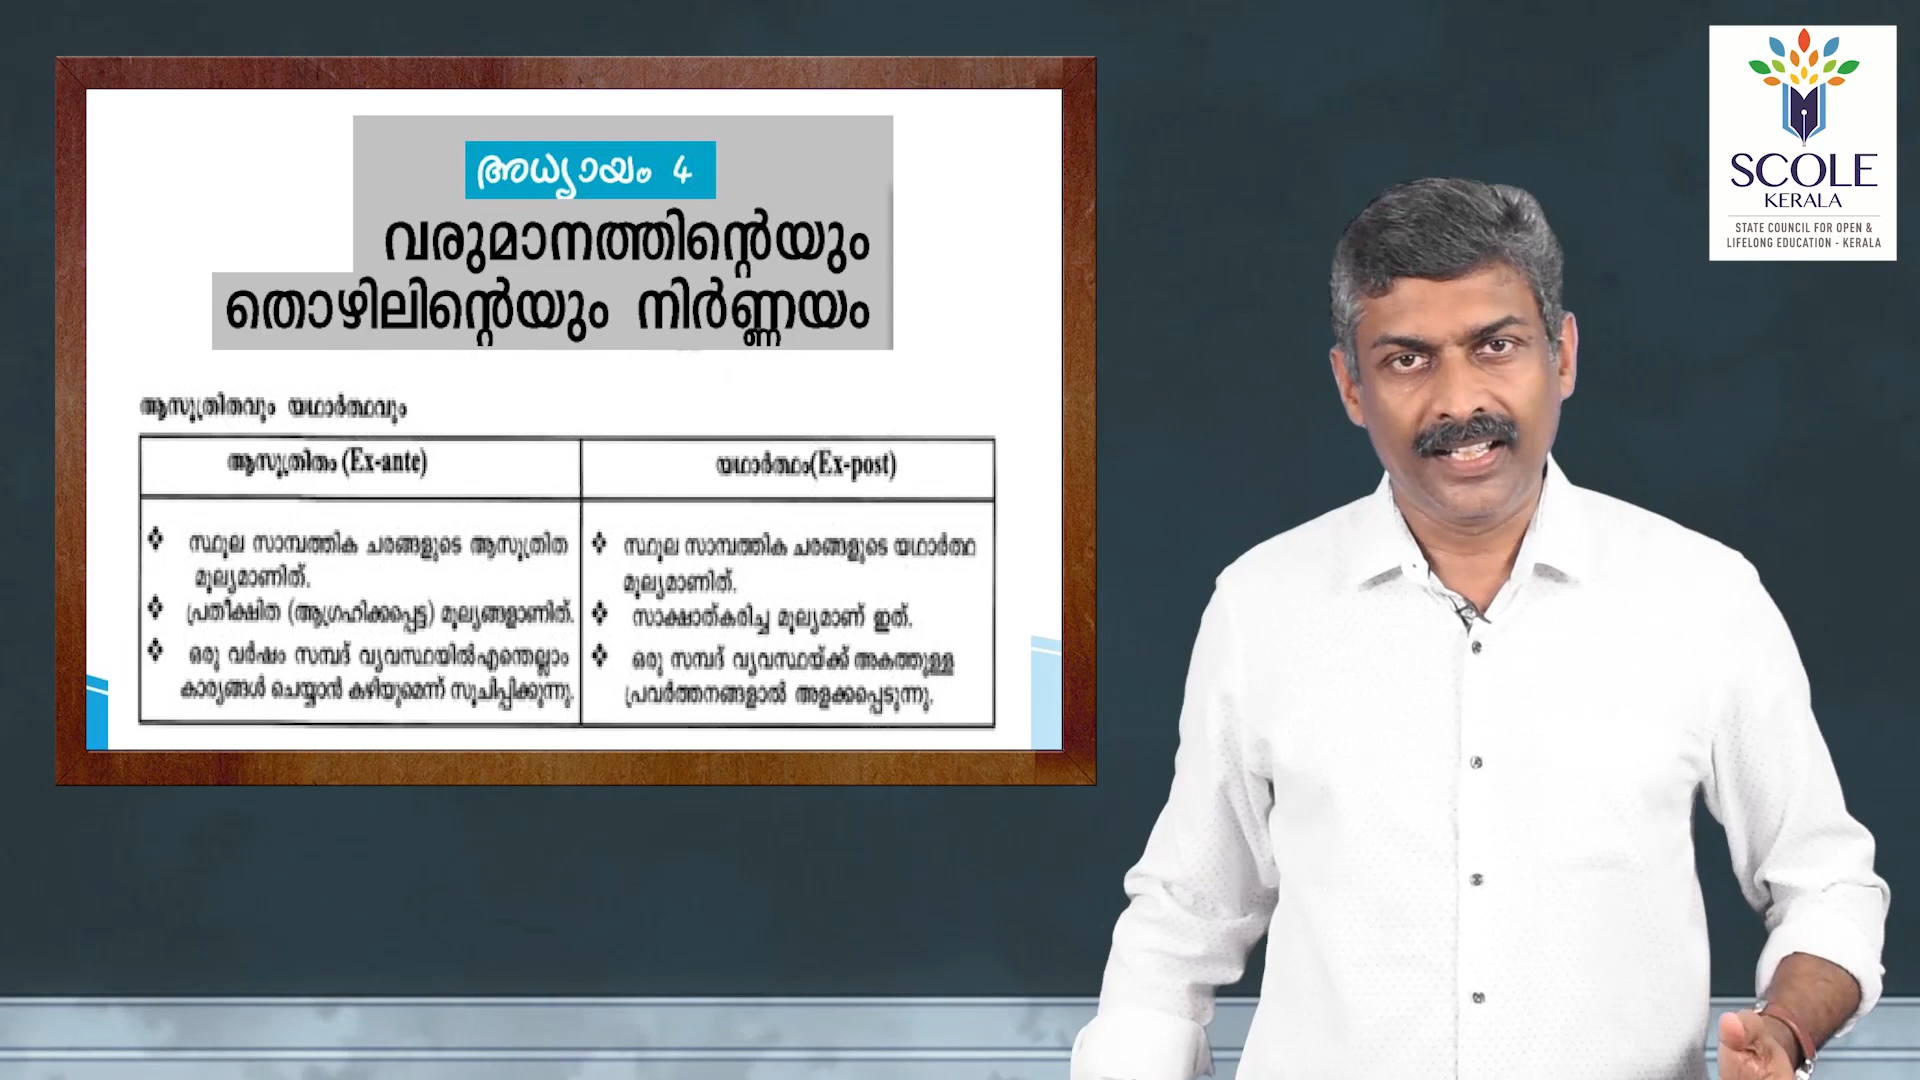 അധ്യായം 4
വരുമാനത്തിന്റെയും
തൊഴിലിന്റെയും നിർണ്ണയം
ആസൂത്രിതവും യഥാർത്ഥവും
ആസൂത്രിതം (Ex-ante)
❖ സ്ഥൂല സാമ്പത്തിക ചരങ്ങളുടെ ആസൂത്രിത
മൂല്യമാണിത്.
❖ പ്രതീക്ഷിത (ആഗ്രഹിക്കപ്പെട്ട) മൂല്യങ്ങളാണിത്.
❖ ഒരു വർഷം സമ്പദ് വ്യവസ്ഥയിൽഎന്തെല്ലാം
കാര്യങ്ങൾ ചെയ്യാൻ കഴിയുമെന്ന് സൂചിപ്പിക്കുന്നു.
യഥാർത്ഥം(Ex-post)
❖ സ്ഥൂല സാമ്പത്തിക ചരങ്ങളുടെ യഥാർത്ഥ
മൂല്യമാണിത്.
❖ സാക്ഷാത്കരിച്ച മൂല്യമാണ് ഇത്.
❖ ഒരു സമ്പദ് വ്യവസ്ഥയ്ക്ക് അകത്തുള്ള
പ്രവർത്തനങ്ങളാൽ അളക്കപ്പെടുന്നു.
SCOLE
KERALA
STATE COUNCIL FOR OPEN &
LIFELONG EDUCATION - KERALA